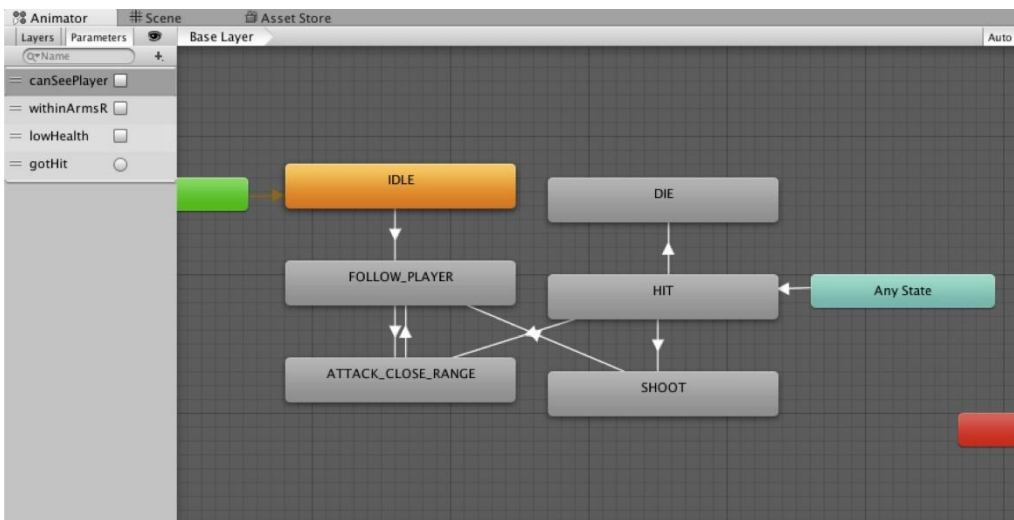 Animator
Scene
Asset Store
Layers
Parameters
Base Layer
Auto
Name
+
canSeePlayer
withinArmsR
lowHealth
gotHit
IDLE
DIE
FOLLOW_PLAYER
HIT
Any State
ATTACK_CLOSE_RANGE
SHOOT